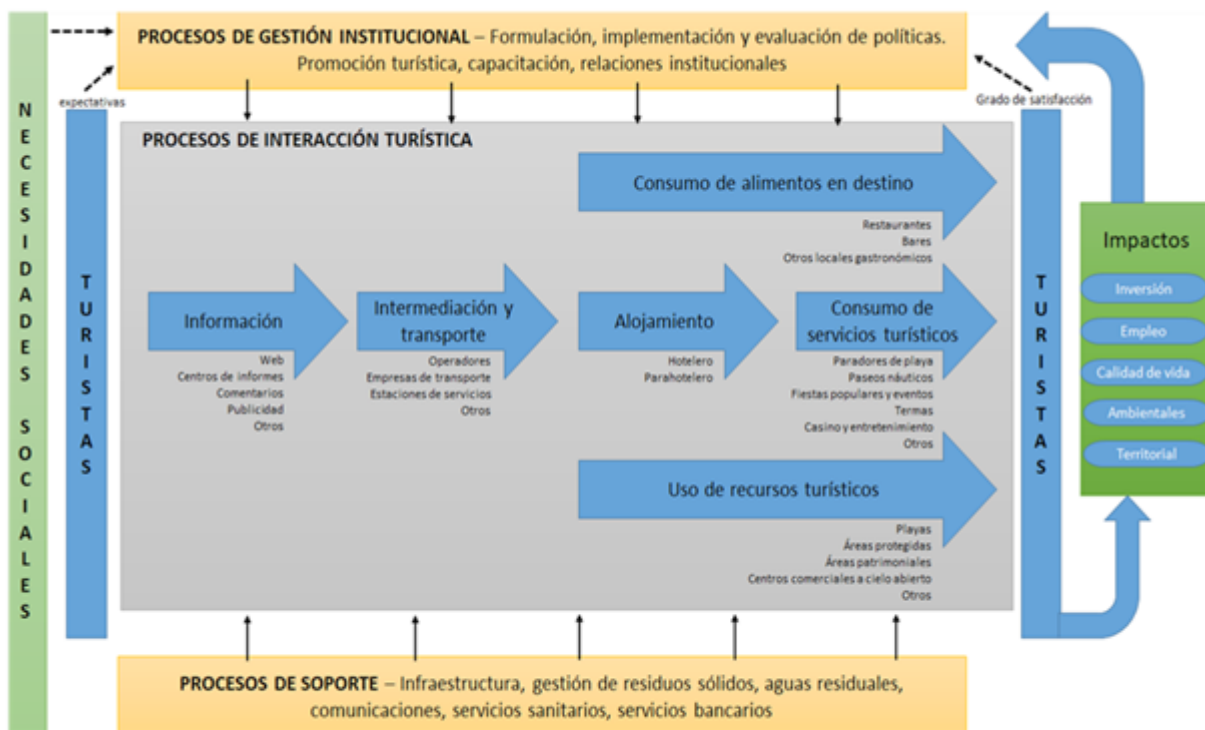 NECESIDADES SOCIALES
PROCESOS DE GESTIÓN INSTITUCIONAL – Formulación, implementación y evaluación de políticas.
Promoción turística, capacitación, relaciones institucionales
expectativas
Grado de satisfacción
TURISTAS
PROCESOS DE INTERACCIÓN TURÍSTICA
Consumo de alimentos en destino
Restaurantes
Bares
Otros locales gastronómicos
Información
Web
Centros de informes
Comentarios
Publicidad
Otros
Intermediación y
transporte
Operadores
Empresas de transporte
Estaciones de servicios
Otros
Alojamiento
Hotelero
Parahotelero
Consumo de
servicios turísticos
Paradores de playa
Paseos náuticos
Fiestas populares y eventos
Termas
Casino y entretenimiento
Otros
Uso de recursos turísticos
Playas
Áreas protegidas
Áreas patrimoniales
Centros comerciales a cielo abierto
Otros
TURISTAS
Impactos
Inversión
Empleo
Calidad de vida
Ambientales
Territorial
PROCESOS DE SOPORTE – Infraestructura, gestión de residuos sólidos, aguas residuales,
comunicaciones, servicios sanitarios, servicios bancarios